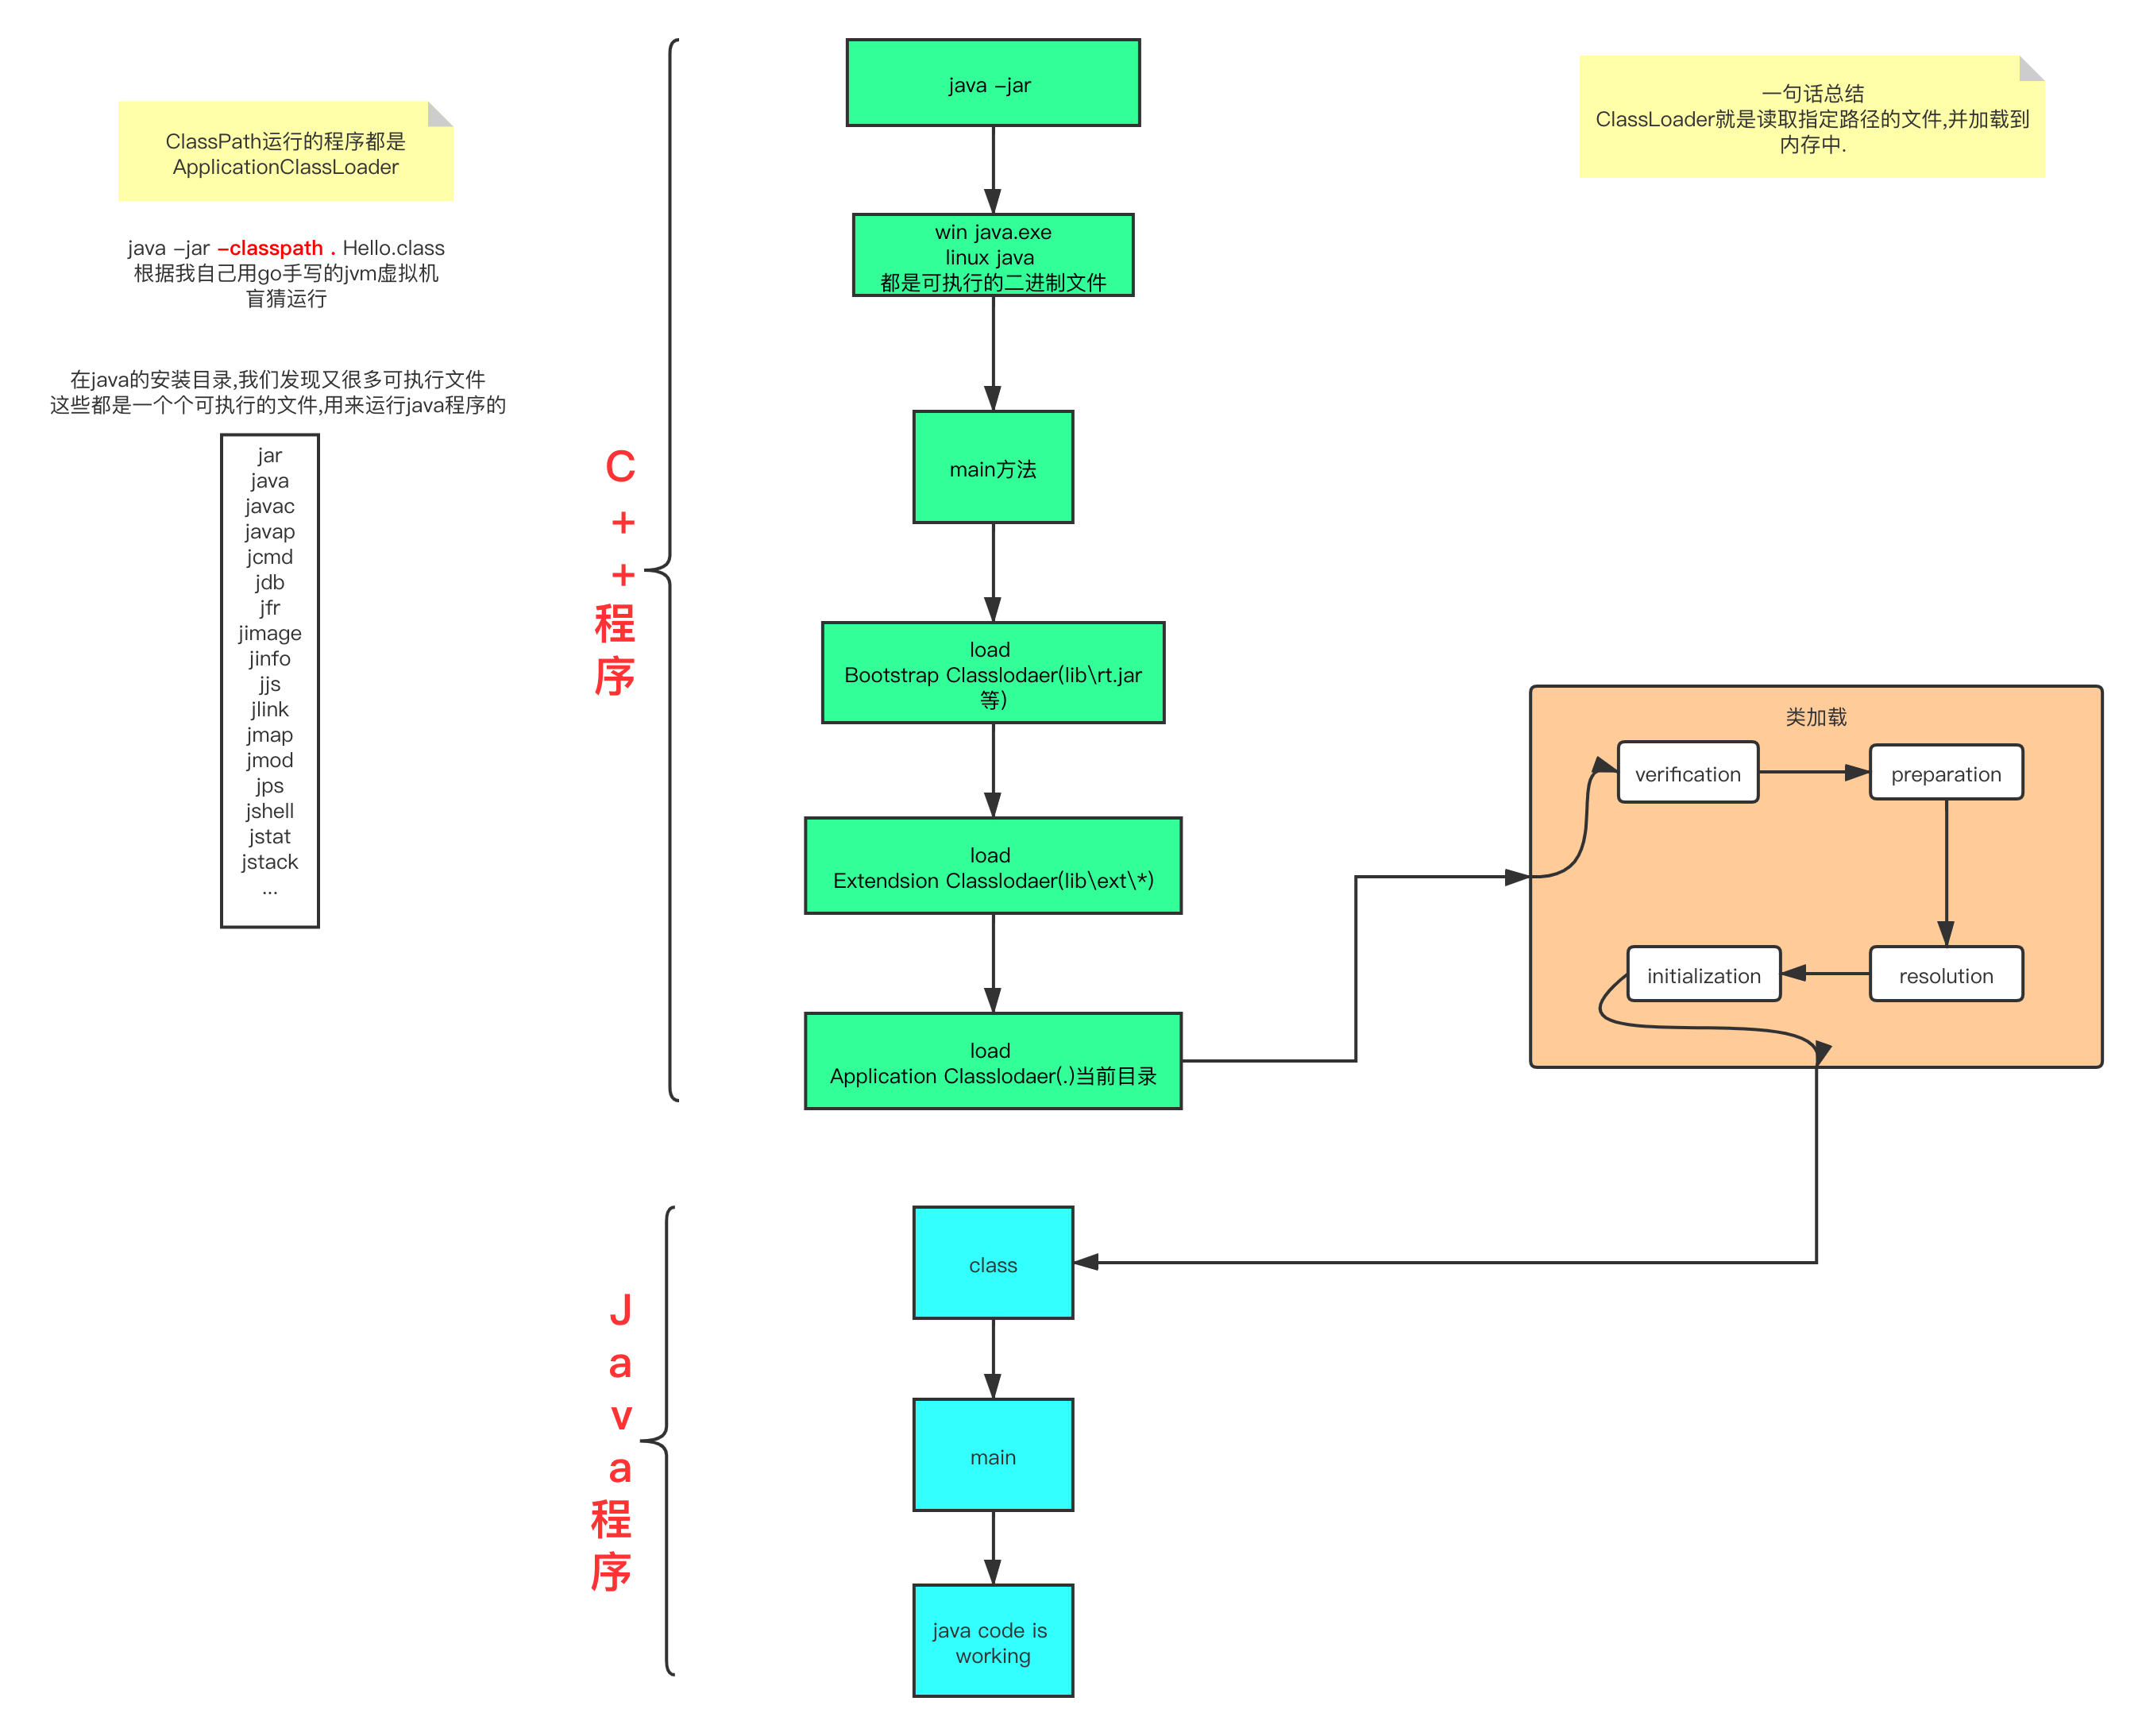 ClassPath运行的程序都是
ApplicationClassLoader
java -jar -classpath . Hello.class
根据我自己用go手写的jvm虚拟机
盲猜运行
在java的安装目录,我们发现又很多可执行文件
这些都是一个个可执行的文件,用来运行java程序的
jar
java
javac
javap
jcmd
jdb
jfr
jimage
jinfo
jjs
jlink
jmap
jmod
jps
jshell
jstat
jstack
...
C
+
+
程
序
java -jar
win java.exe
linux java
都是可执行的二进制文件
main方法
load
Bootstrap Classlodaer(lib\rt.jar
等)
load
Extendsion Classlodaer(lib\ext\*)
load
Application Classlodaer(.)当前目录
一句话总结
ClassLoader就是读取指定路径的文件,并加载到
内存中.
类加载
verification
preparation
initialization
resolution
J
a
v
a
程
序
class
main
java code is
working